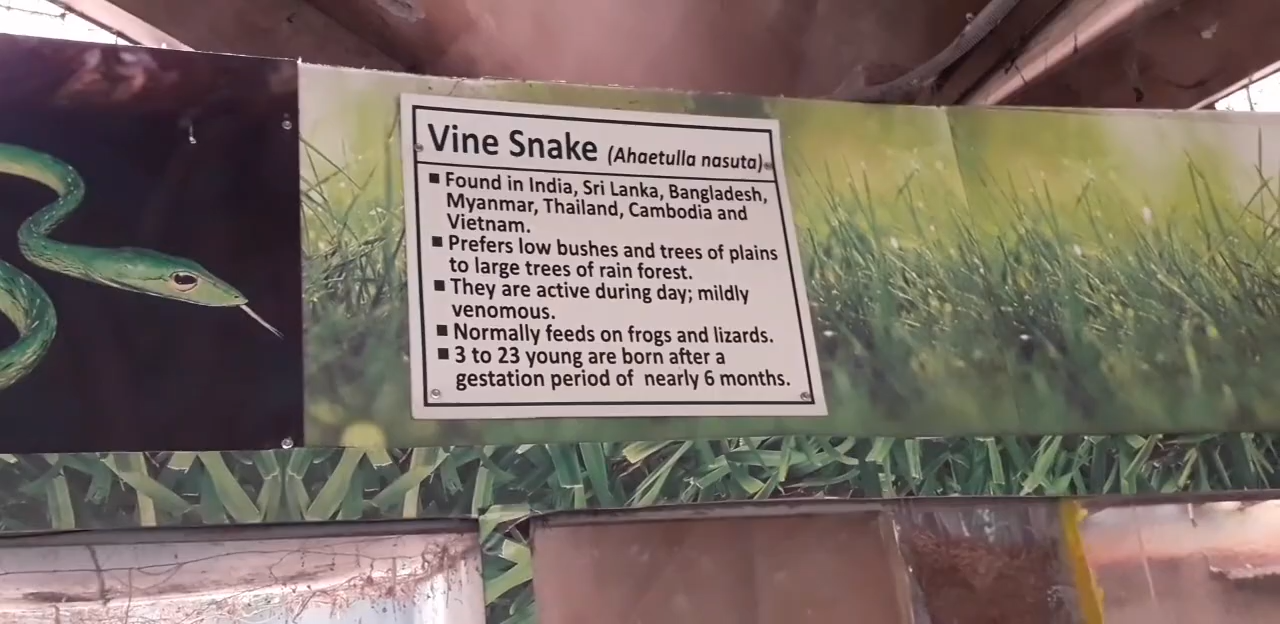 Vine Snake (Ahaetulla nasuta)
■ Found in India, Sri Lanka, Bangladesh,
Myanmar, Thailand, Cambodia and
Vietnam.
■ Prefers low bushes and trees of plains
to large trees of rain forest.
■ They are active during day; mildly
venomous.
■ Normally feeds on frogs and lizards.
■ 3 to 23 young are born after a
gestation period of nearly 6 months.